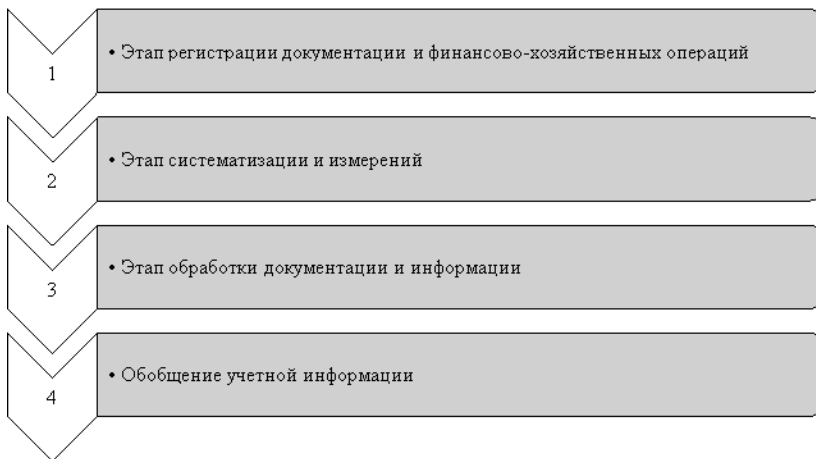 1
• Этап регистрации документации и финансово-хозяйственных операций
2
• Этап систематизации и измерений
3
• Этап обработки документации и информации
4
• Обобщение учетной информации